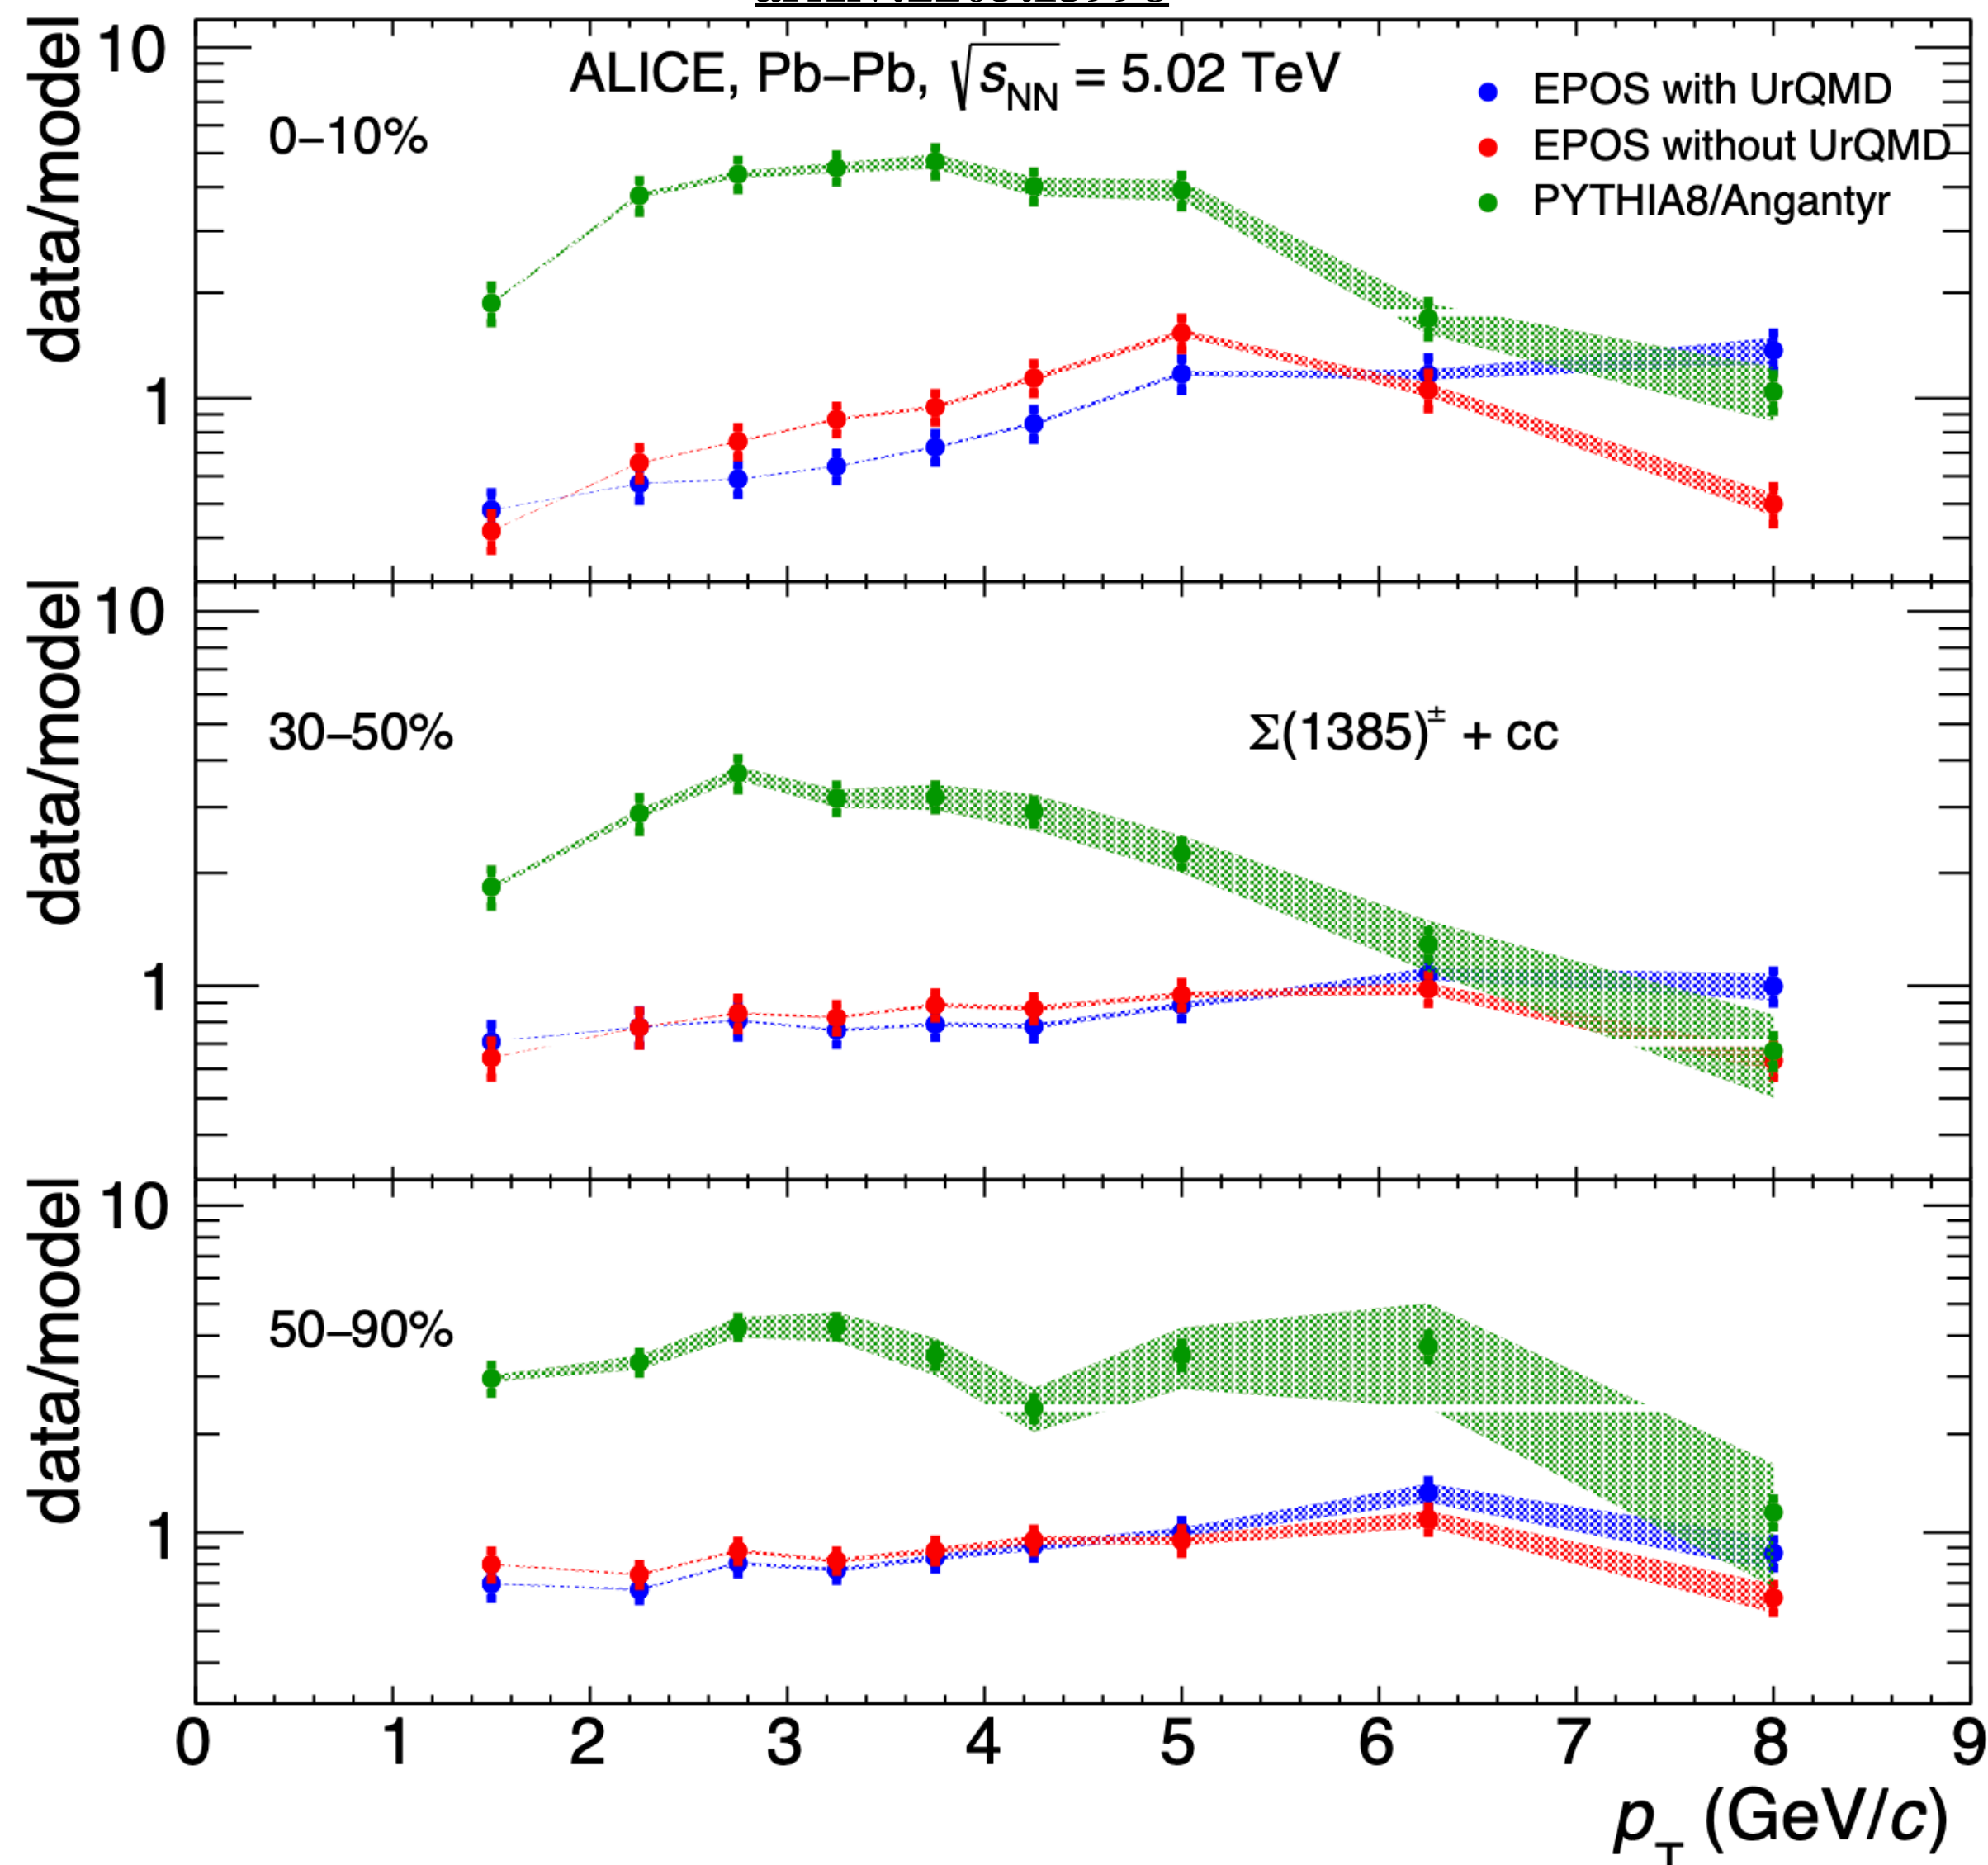 10
data/model
ALICE, Pb–Pb, √sNN = 5.02 TeV
0–10%
EPOS with UrQMD
EPOS without UrQMD
PYTHIA8/Angantyr
1
10
data/model
30–50%
Σ(1385)± + cc
1
10
data/model
50–90%
1
0 1 2 3 4 5 6 7 8 9
pT (GeV/c)